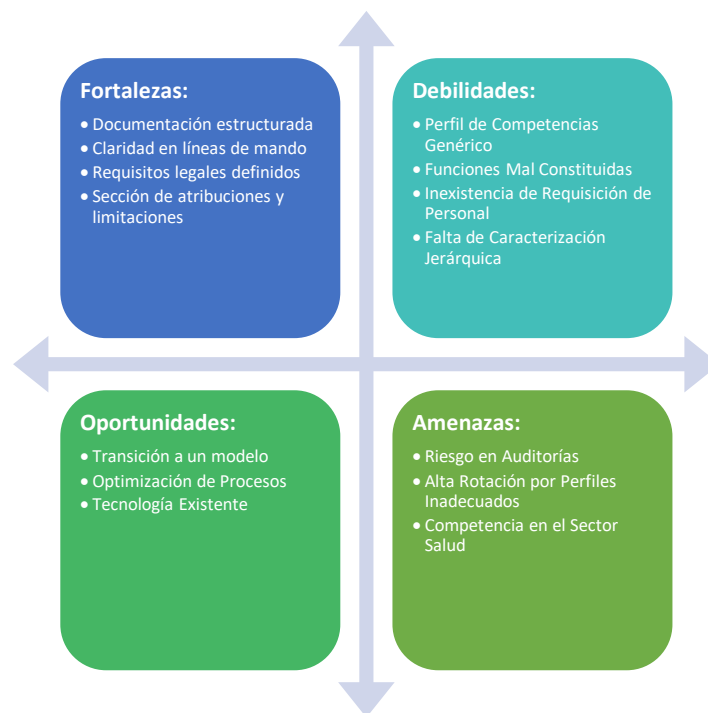 Fortalezas:
• Documentación estructurada
• Claridad en líneas de mando
• Requisitos legales definidos
• Sección de atribuciones y
limitaciones
Debilidades:
• Perfil de Competencias
Genérico
• Funciones Mal Constituidas
• Inexistencia de Requisición de
Personal
• Falta de Caracterización
Jerárquica
Oportunidades:
• Transición a un modelo
• Optimización de Procesos
• Tecnología Existente
Amenazas:
• Riesgo en Auditorías
• Alta Rotación por Perfiles
Inadecuados
• Competencia en el Sector
Salud